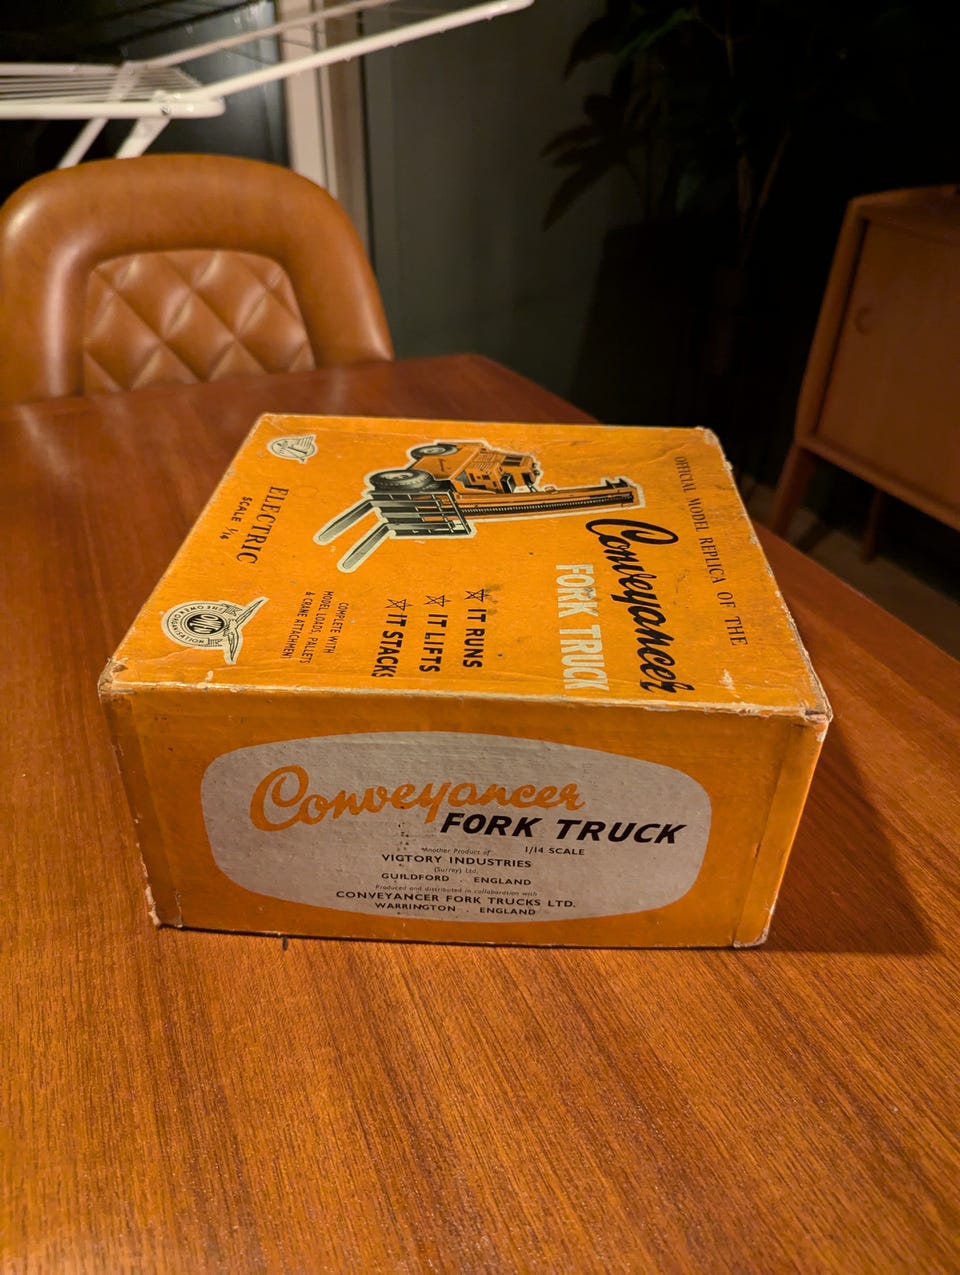 OFFICIAL MODEL REPLICA OF THE
Conveyancer
FORK TRUCK
☆ IT RUNS
☆ IT LIFTS
☆ IT STACKS
COMPLETE WITH
MODEL LOADS, PALLETS
& CRANE ATTACHMENT
ELECTRIC
SCALE 1/16
Conveyancer
FORK TRUCK
Another Product of 1/14 SCALE
VICTORY INDUSTRIES
(Surrey) Ltd.
GUILDFORD . ENGLAND
Produced and distributed in collaboration with
CONVEYANCER FORK TRUCKS LTD.
WARRINGTON . ENGLAND